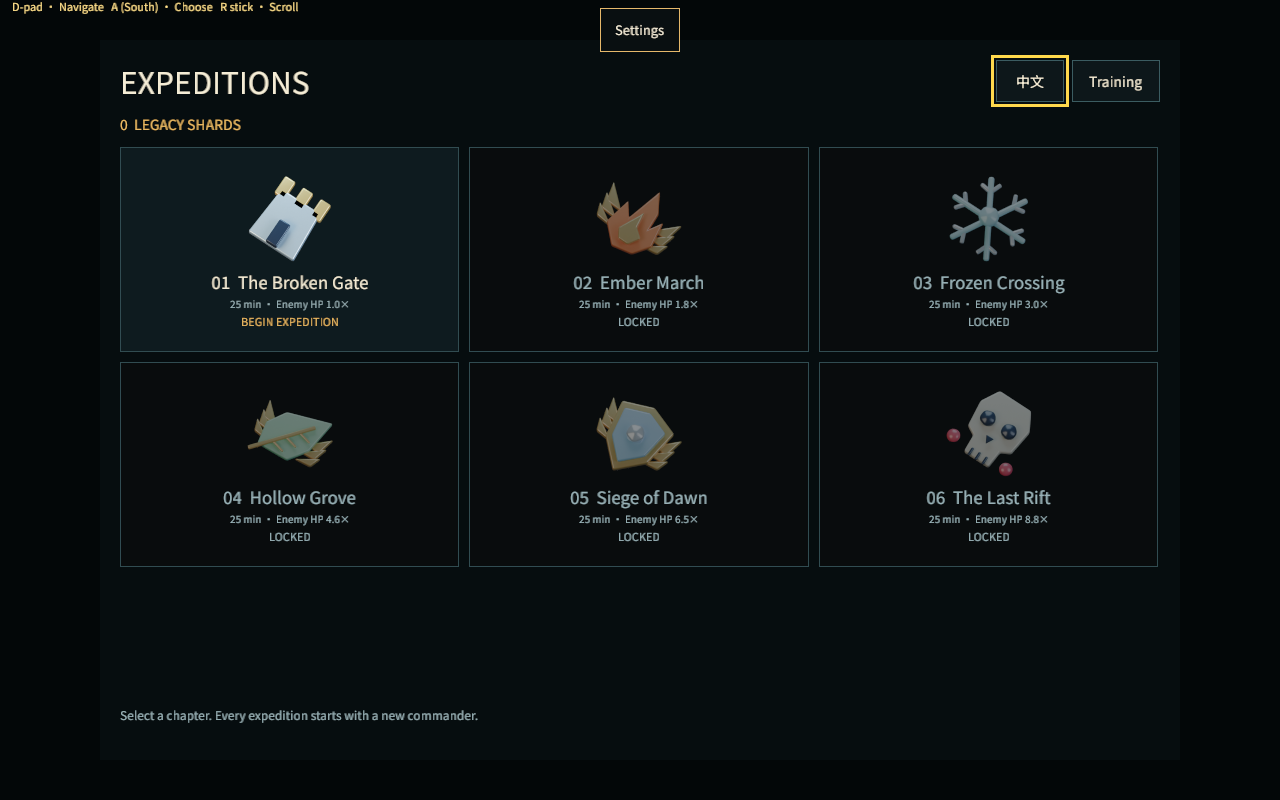 D-pad • Navigate A (South) • Choose R stick • Scroll
Settings
EXPEDITIONS
中文
Training
0 LEGACY SHARDS
01 The Broken Gate
25 min • Enemy HP 1.0×
BEGIN EXPEDITION
02 Ember March
25 min • Enemy HP 1.8×
LOCKED
03 Frozen Crossing
25 min • Enemy HP 3.0×
LOCKED
04 Hollow Grove
25 min • Enemy HP 4.6×
LOCKED
05 Siege of Dawn
25 min • Enemy HP 6.5×
LOCKED
06 The Last Rift
25 min • Enemy HP 8.8×
LOCKED
Select a chapter. Every expedition starts with a new commander.